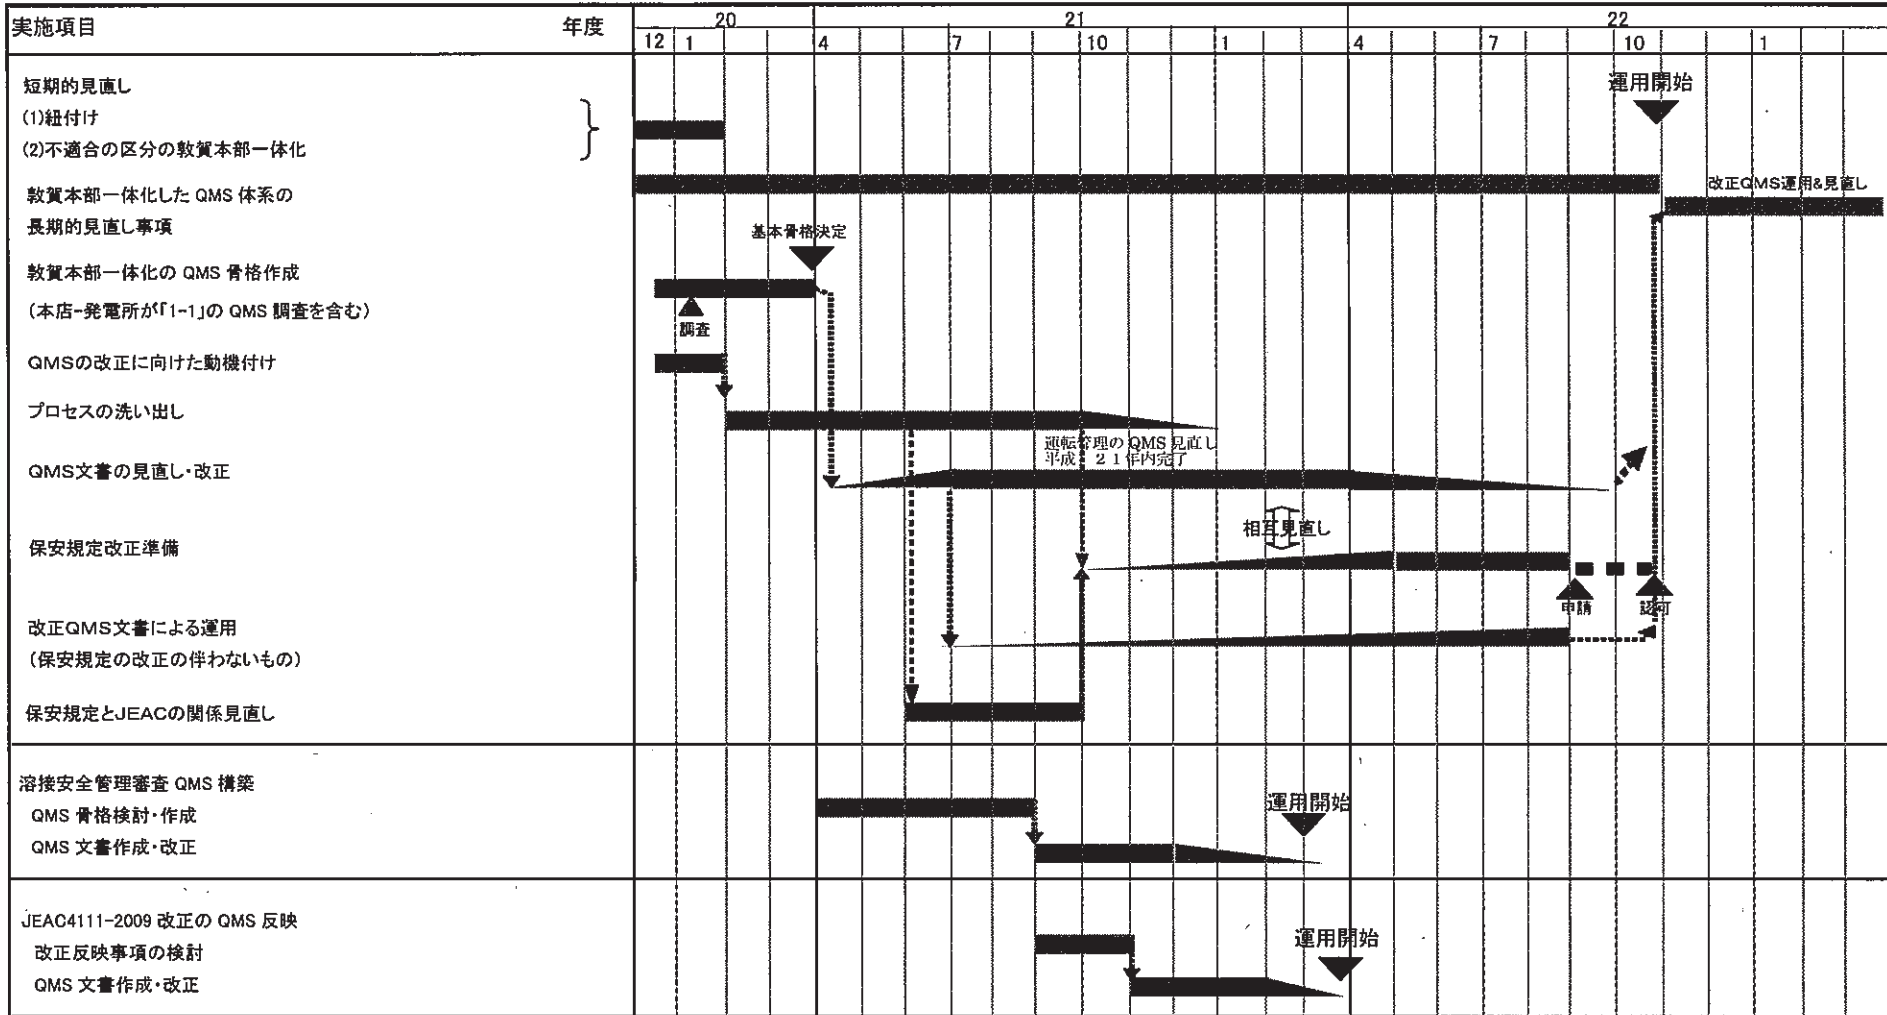 実施項目 年度 20 21 22
12 1 4 7 10 1 4 7 10 1
短期的見直し
運用開始
(1)紐付け
(2)不適合の区分の敦賀本部一体化
敦賀本部一体化した QMS 体系の
改正QMS運用&見直し
長期的見直し事項
基本骨格決定
敦賀本部一体化の QMS 骨格作成
(本店-発電所が「1-1」の QMS 調査を含む)
調査
QMSの改正に向けた動機付け
プロセスの洗い出し
運転管理の QMS 見直し
平成 21年内完了
QMS文書の見直し・改正
相互見直し
保安規定改正準備
申請 認可
改正QMS文書による運用
(保安規定の改正の伴わないもの)
保安規定とJEACの関係見直し
溶接安全管理審査 QMS 構築
運用開始
QMS 骨格検討・作成
QMS 文書作成・改正
JEAC4111-2009 改正の QMS 反映
運用開始
改正反映事項の検討
QMS 文書作成・改正